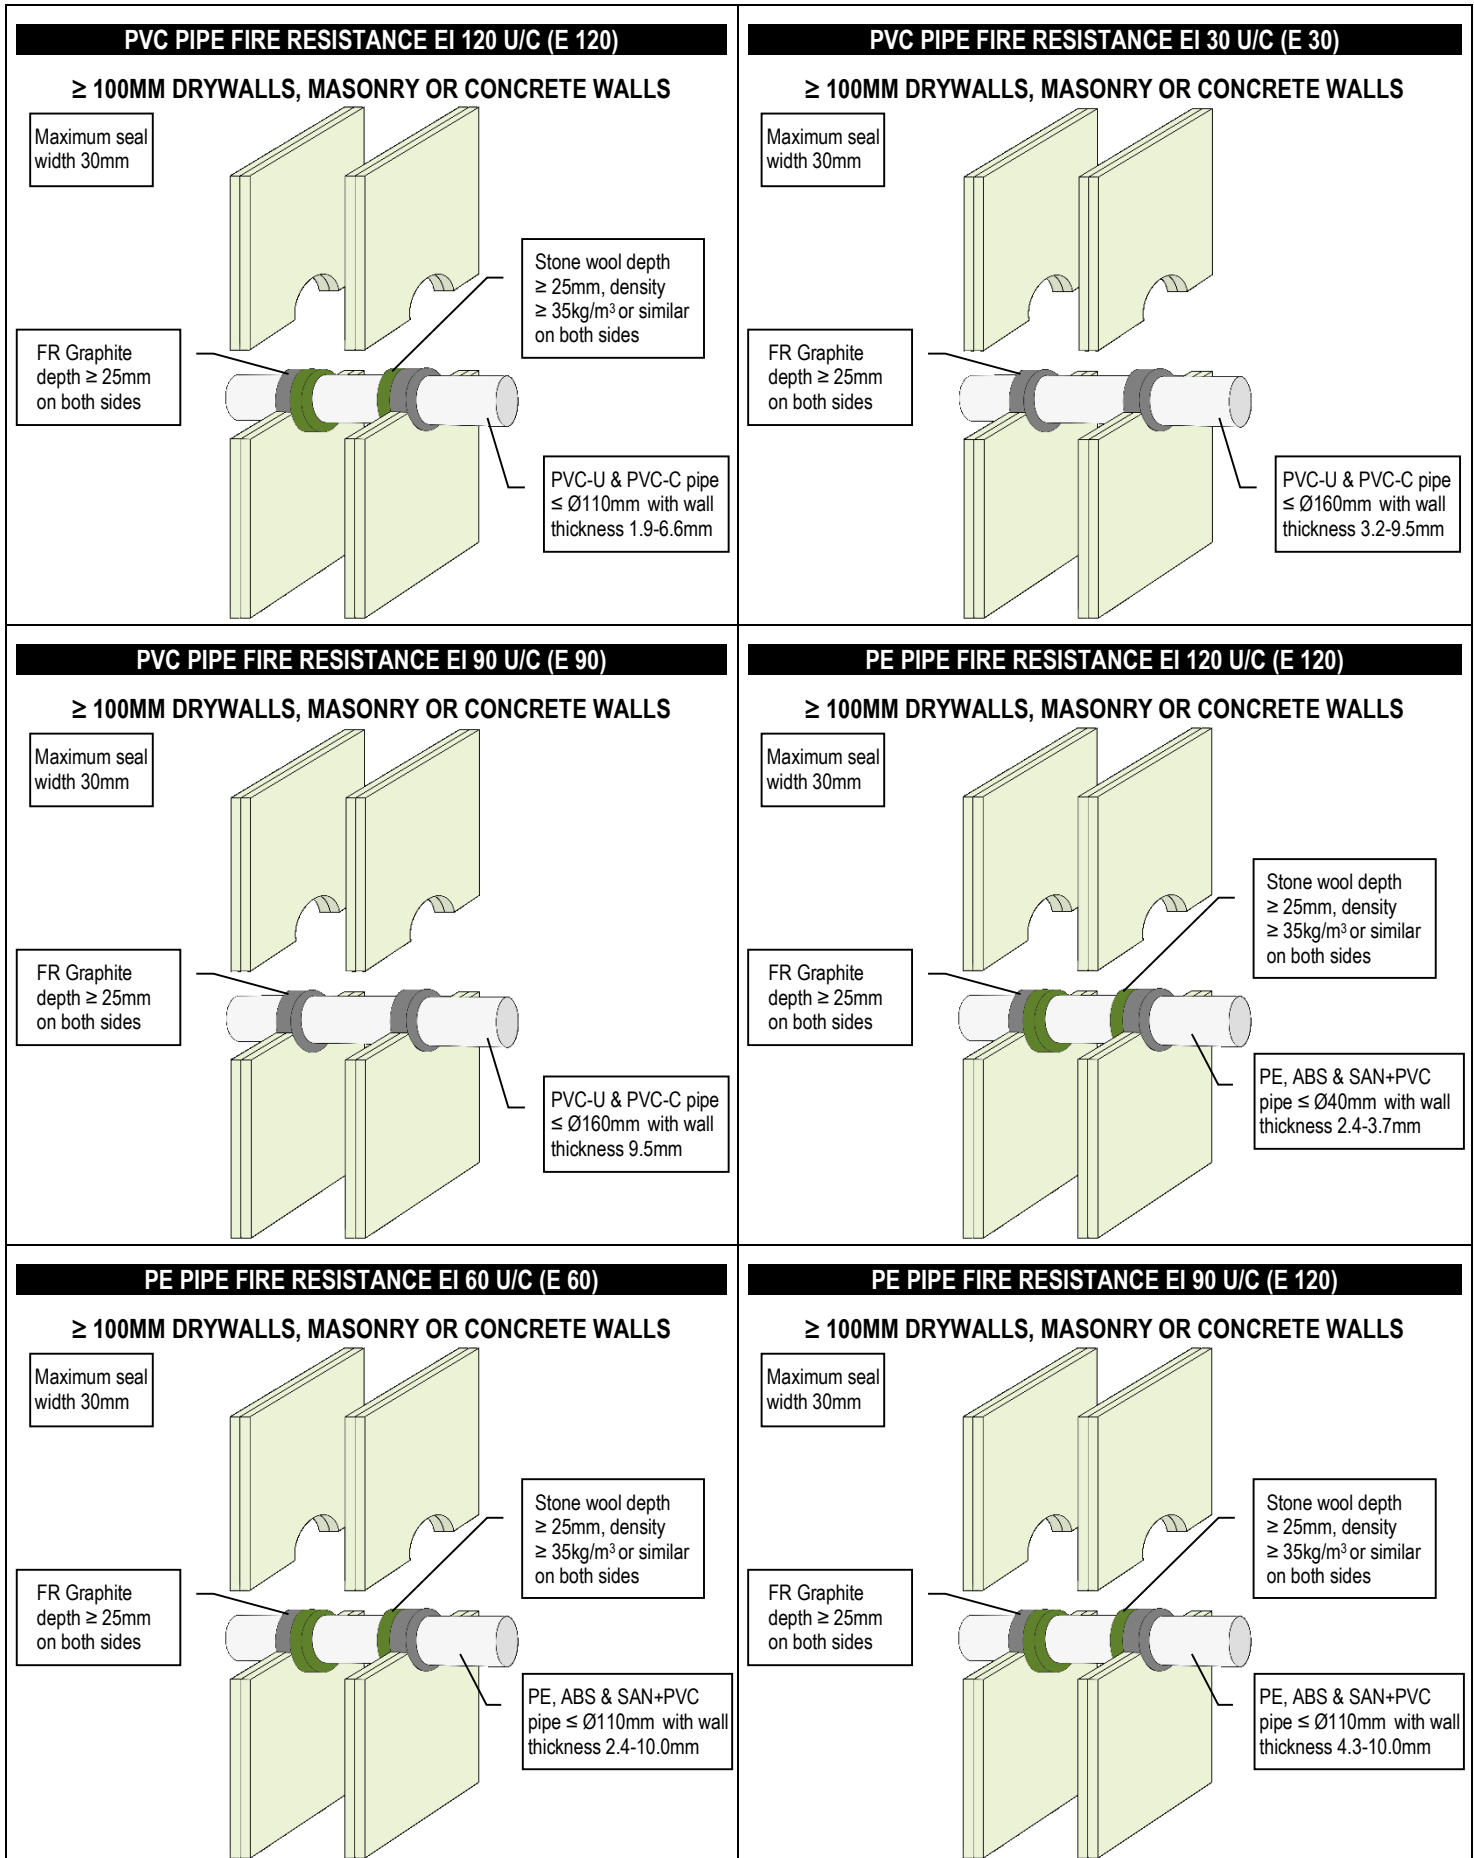 PVC PIPE FIRE RESISTANCE EI 120 U/C (E 120)
≥ 100MM DRYWALLS, MASONRY OR CONCRETE WALLS
Maximum seal
width 30mm
Stone wool depth
≥ 25mm, density
≥ 35kg/m³ or similar
on both sides
FR Graphite
depth ≥ 25mm
on both sides
PVC-U & PVC-C pipe
≤ Ø110mm with wall
thickness 1.9-6.6mm
PVC PIPE FIRE RESISTANCE EI 30 U/C (E 30)
≥ 100MM DRYWALLS, MASONRY OR CONCRETE WALLS
Maximum seal
width 30mm
FR Graphite
depth ≥ 25mm
on both sides
PVC-U & PVC-C pipe
≤ Ø160mm with wall
thickness 3.2-9.5mm
PVC PIPE FIRE RESISTANCE EI 90 U/C (E 90)
≥ 100MM DRYWALLS, MASONRY OR CONCRETE WALLS
Maximum seal
width 30mm
FR Graphite
depth ≥ 25mm
on both sides
PVC-U & PVC-C pipe
≤ Ø160mm with wall
thickness 9.5mm
PE PIPE FIRE RESISTANCE EI 120 U/C (E 120)
≥ 100MM DRYWALLS, MASONRY OR CONCRETE WALLS
Maximum seal
width 30mm
Stone wool depth
≥ 25mm, density
≥ 35kg/m³ or similar
on both sides
FR Graphite
depth ≥ 25mm
on both sides
PE, ABS & SAN+PVC
pipe ≤ Ø40mm with wall
thickness 2.4-3.7mm
PE PIPE FIRE RESISTANCE EI 60 U/C (E 60)
≥ 100MM DRYWALLS, MASONRY OR CONCRETE WALLS
Maximum seal
width 30mm
Stone wool depth
≥ 25mm, density
≥ 35kg/m³ or similar
on both sides
FR Graphite
depth ≥ 25mm
on both sides
PE, ABS & SAN+PVC
pipe ≤ Ø110mm with wall
thickness 2.4-10.0mm
PE PIPE FIRE RESISTANCE EI 90 U/C (E 120)
≥ 100MM DRYWALLS, MASONRY OR CONCRETE WALLS
Maximum seal
width 30mm
Stone wool depth
≥ 25mm, density
≥ 35kg/m³ or similar
on both sides
FR Graphite
depth ≥ 25mm
on both sides
PE, ABS & SAN+PVC
pipe ≤ Ø110mm with wall
thickness 4.3-10.0mm